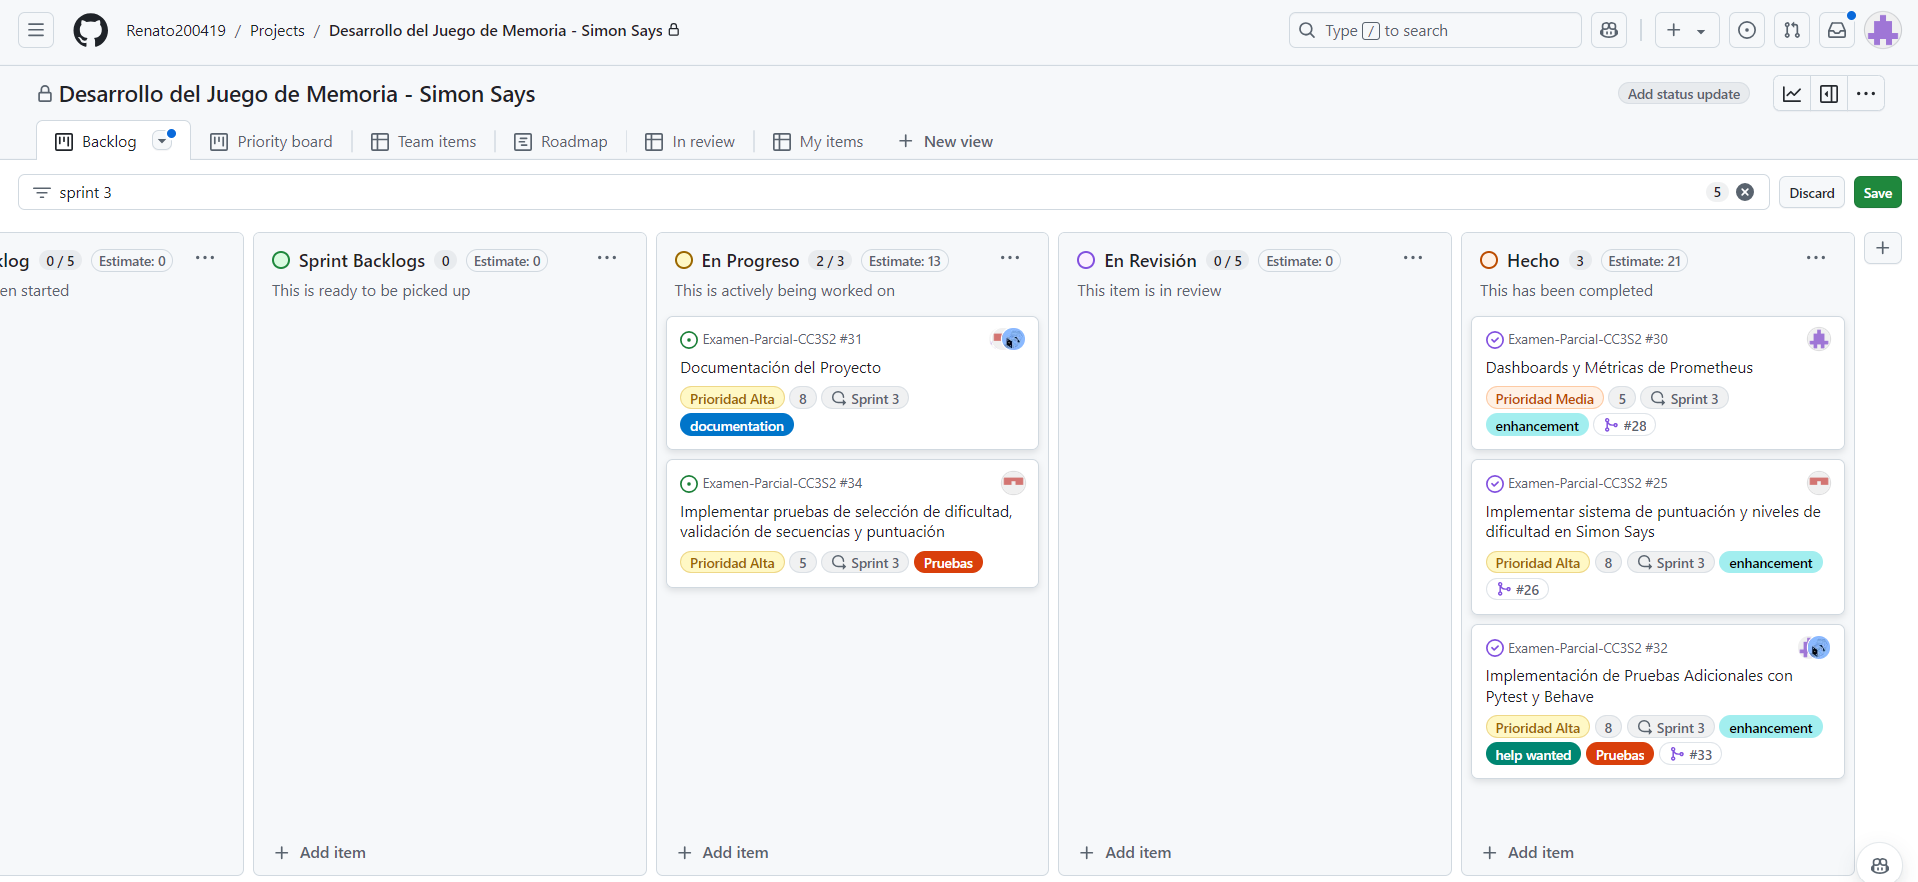 Renato200419 / Projects / Desarrollo del Juego de Memoria - Simon Says
Type / to search
Desarrollo del Juego de Memoria - Simon Says
Add status update
Backlog
Priority board
Team items
Roadmap
In review
My items
New view
sprint 3
5
Discard
Save
klog 0 / 5 Estimate: 0
en started
Sprint Backlogs 0 Estimate: 0
This is ready to be picked up
Add item
En Progreso 2 / 3 Estimate: 13
This is actively being worked on
Examen-Parcial-CC3S2 #31
Documentación del Proyecto
Prioridad Alta 8 Sprint 3
documentation
Examen-Parcial-CC3S2 #34
Implementar pruebas de selección de dificultad,
validación de secuencias y puntuación
Prioridad Alta 5 Sprint 3 Pruebas
Add item
En Revisión 0 / 5 Estimate: 0
This item is in review
Add item
Hecho 3 Estimate: 21
This has been completed
Examen-Parcial-CC3S2 #30
Dashboards y Métricas de Prometheus
Prioridad Media 5 Sprint 3
enhancement #28
Examen-Parcial-CC3S2 #25
Implementar sistema de puntuación y niveles de
dificultad en Simon Says
Prioridad Alta 8 Sprint 3 enhancement
#26
Examen-Parcial-CC3S2 #32
Implementación de Pruebas Adicionales con
Pytest y Behave
Prioridad Alta 8 Sprint 3 enhancement
help wanted Pruebas #33
Add item